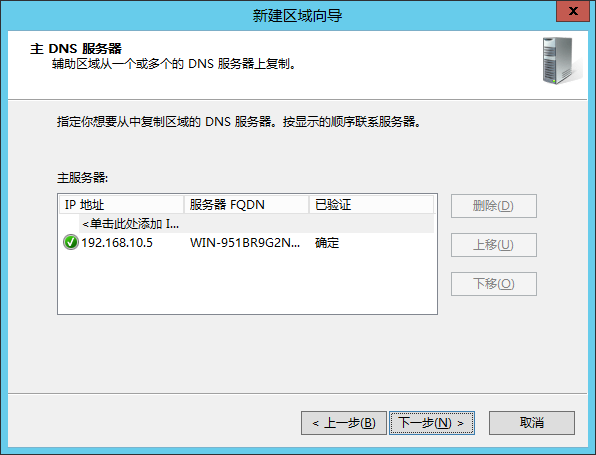 新建区域向导
x
主 DNS 服务器
辅助区域从一个或多个的 DNS 服务器上复制。
指定你想要从中复制区域的 DNS 服务器。按显示的顺序联系服务器。
主服务器:
IP 地址 服务器 FQDN 已验证
<单击此处添加 I...
192.168.10.5 WIN-951BR9G2N... 确定
删除(D)
上移(U)
下移(O)
< 上一步(B) 下一步(N) > 取消